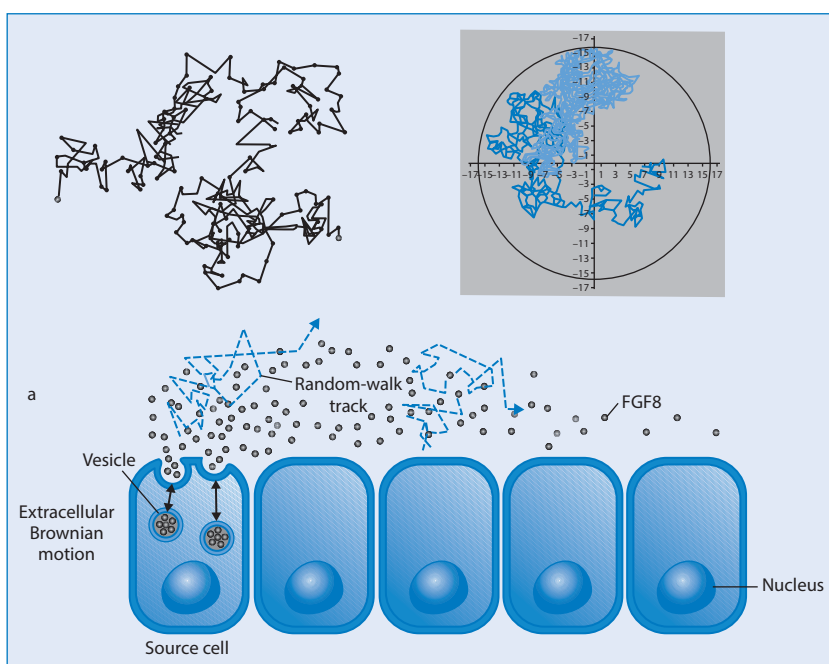 –17
–15
–13
–11
–9
–7
–5
–3
–1
–17 –15 –13 –11 –9 –7 –5 –3 –1 1 3 5 7 9 11 13 15 17
–3
–5
–7
–9
–11
–13
–15
–17
a
Random-walk
track
FGF8
Vesicle
Extracellular
Brownian
motion
Nucleus
Source cell